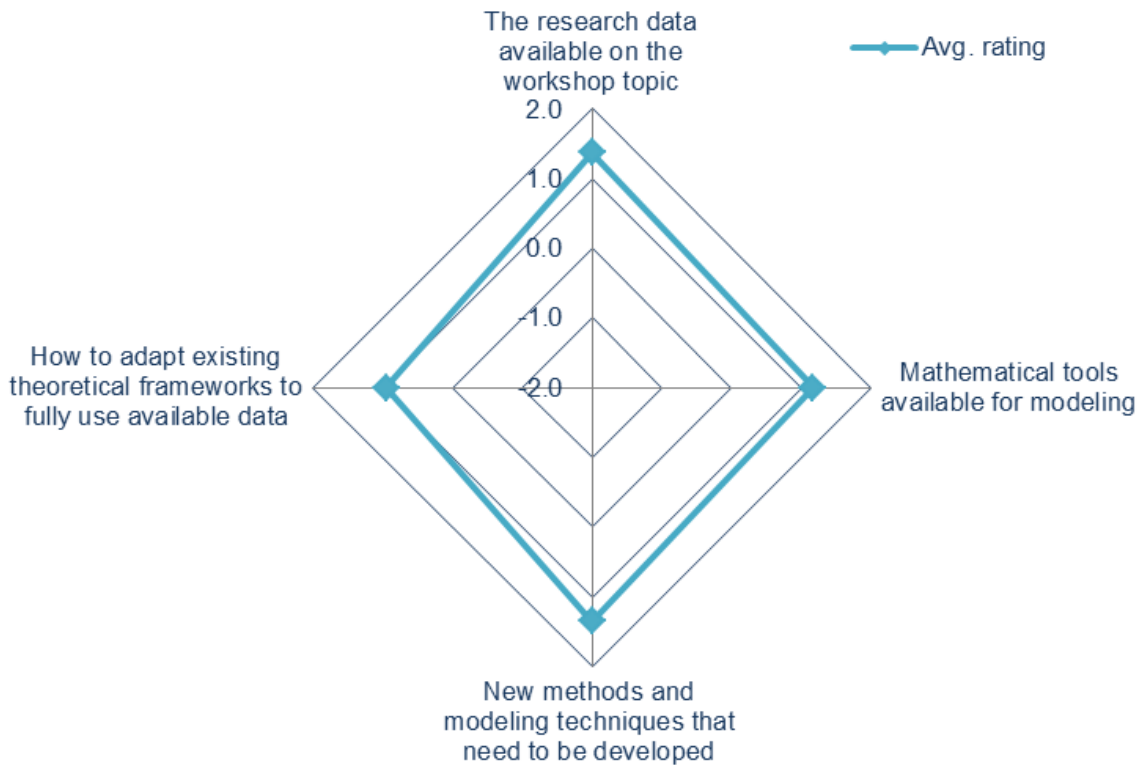 The research data
available on the
workshop topic
Avg. rating
2.0
1.0
0.0
-1.0
-2.0
How to adapt existing
theoretical frameworks to
fully use available data
Mathematical tools
available for modeling
New methods and
modeling techniques that
need to be developed